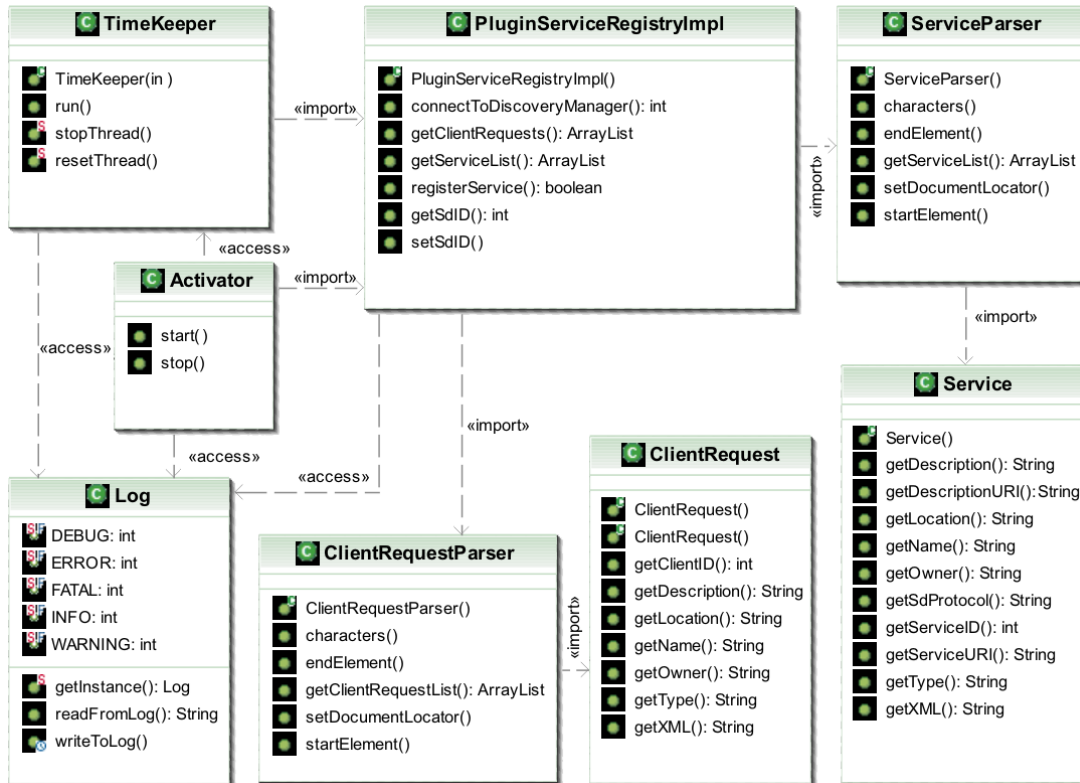 TimeKeeper
TimeKeeper(in )
run()
stopThread()
resetThread()
«import»
PluginServiceRegistryImpl
PluginServiceRegistryImpl()
connectToDiscoveryManager(): int
getClientRequests(): ArrayList
getServiceList(): ArrayList
registerService(): boolean
getSdID(): int
setSdID()
«import»
ServiceParser
ServiceParser()
characters()
endElement()
getServiceList(): ArrayList
setDocumentLocator()
startElement()
«access»
Activator
start()
stop()
«import»
«access»
«access»
«access»
«import»
«import»
Service
Service()
getDescription(): String
getDescriptionURI():String
getLocation(): String
getName(): String
getOwner(): String
getSdProtocol(): String
getServiceID(): int
getServiceURI(): String
getType(): String
getXML(): String
Log
DEBUG: int
ERROR: int
FATAL: int
INFO: int
WARNING: int
getInstance(): Log
readFromLog(): String
writeToLog()
ClientRequestParser
ClientRequestParser()
characters()
endElement()
getClientRequestList(): ArrayList
setDocumentLocator()
startElement()
«import»
ClientRequest
ClientRequest()
ClientRequest()
getClientID(): int
getDescription(): String
getLocation(): String
getName(): String
getOwner(): String
getType(): String
getXML(): String